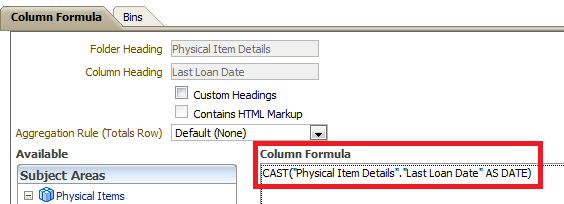 Column Formula
Bins
Folder Heading
Physical Item Details
Column Heading
Last Loan Date
Custom Headings
Contains HTML Markup
Aggregation Rule (Totals Row)
Default (None)
Available
Column Formula
Subject Areas
CAST("Physical Item Details"."Last Loan Date" AS DATE)
Physical Items